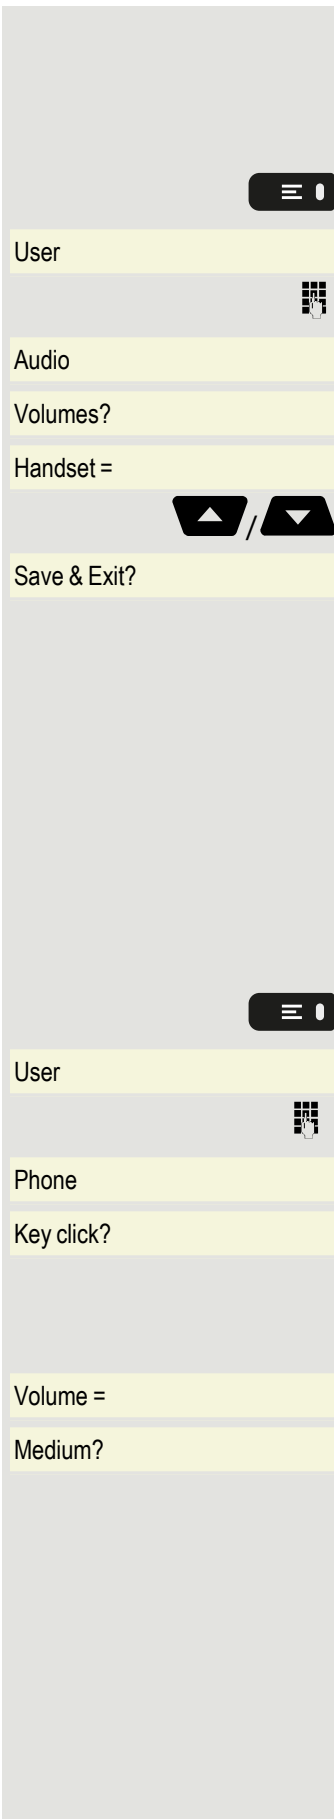 User
Audio
Volumes?
Handset =
/
Save & Exit?
User
Phone
Key click?
Volume =
Medium?